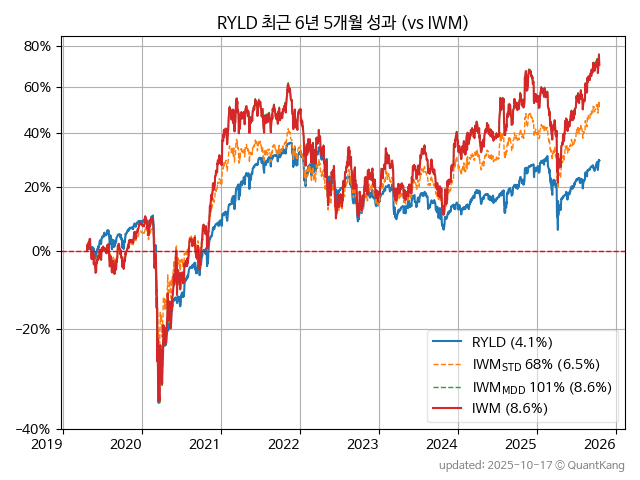 RYLD 최근 6년 5개월 성과 (vs IWM)
80%
60%
40%
20%
0%
−20%
−40%
2019 2020 2021 2022 2023 2024 2025 2026
RYLD (4.1%)
IWM_STD 68% (6.5%)
IWM_MDD 101% (8.6%)
IWM (8.6%)
updated: 2025-10-17 © QuantKang